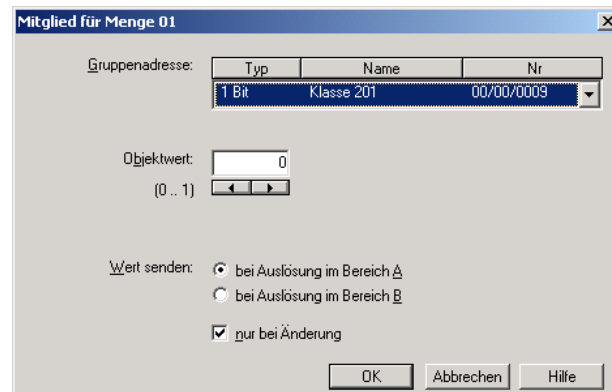 Mitglied für Menge 01
Gruppenadresse: Typ Name Nr
1 Bit Klasse 201 00/00/0009
Objektwert: 0
(0 .. 1)
Wert senden: bei Auslösung im Bereich A
bei Auslösung im Bereich B
nur bei Änderung
OK Abbrechen Hilfe